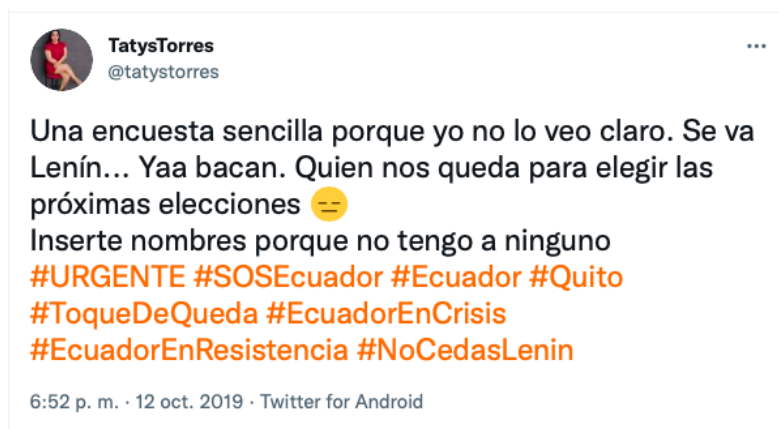 TatysTorres
@tatystorres
Una encuesta sencilla porque yo no lo veo claro. Se va
Lenín... Yaa bacan. Quien nos queda para elegir las
próximas elecciones 😑
Inserte nombres porque no tengo a ninguno
#URGENTE #SOSEcuador #Ecuador #Quito
#ToqueDeQueda #EcuadorEnCrisis
#EcuadorEnResistencia #NoCedasLenin
6:52 p. m. · 12 oct. 2019 · Twitter for Android